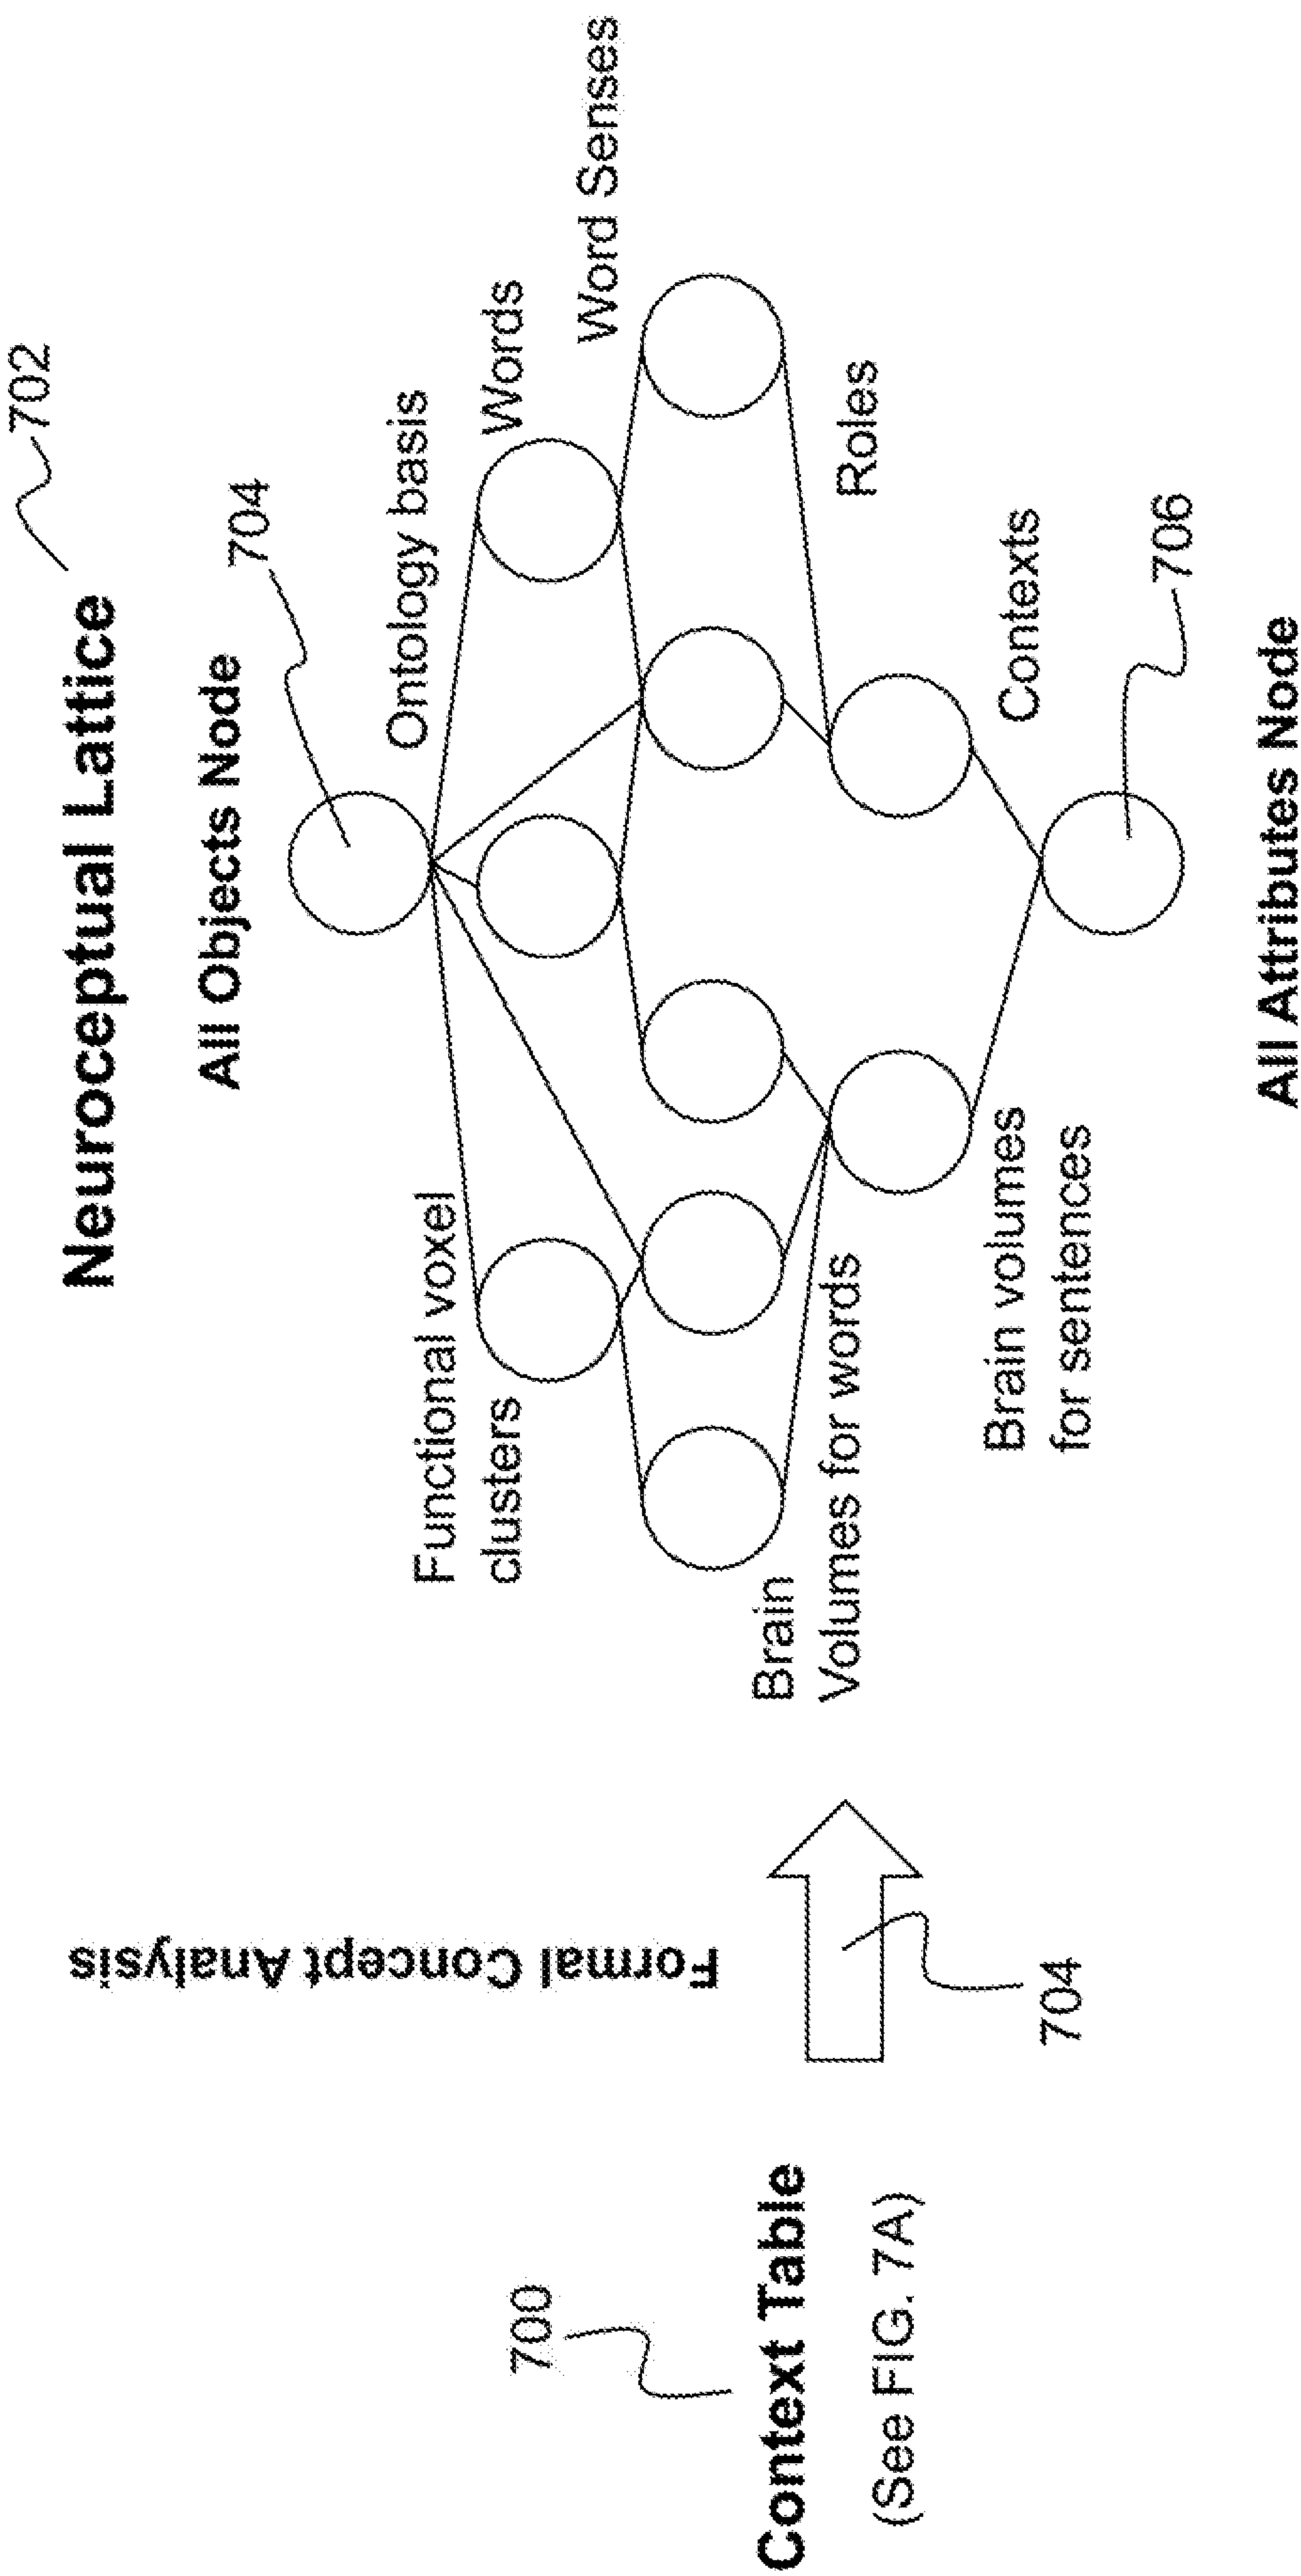 Neuroceptual Lattice
702
All Objects Node
704
Ontology basis
Functional voxel
clusters
Words
Word Senses
Brain
Volumes for words
Roles
Brain volumes
for sentences
Contexts
706
All Attributes Node
Formal Concept Analysis
704
700
Context Table
(See FIG. 7A)